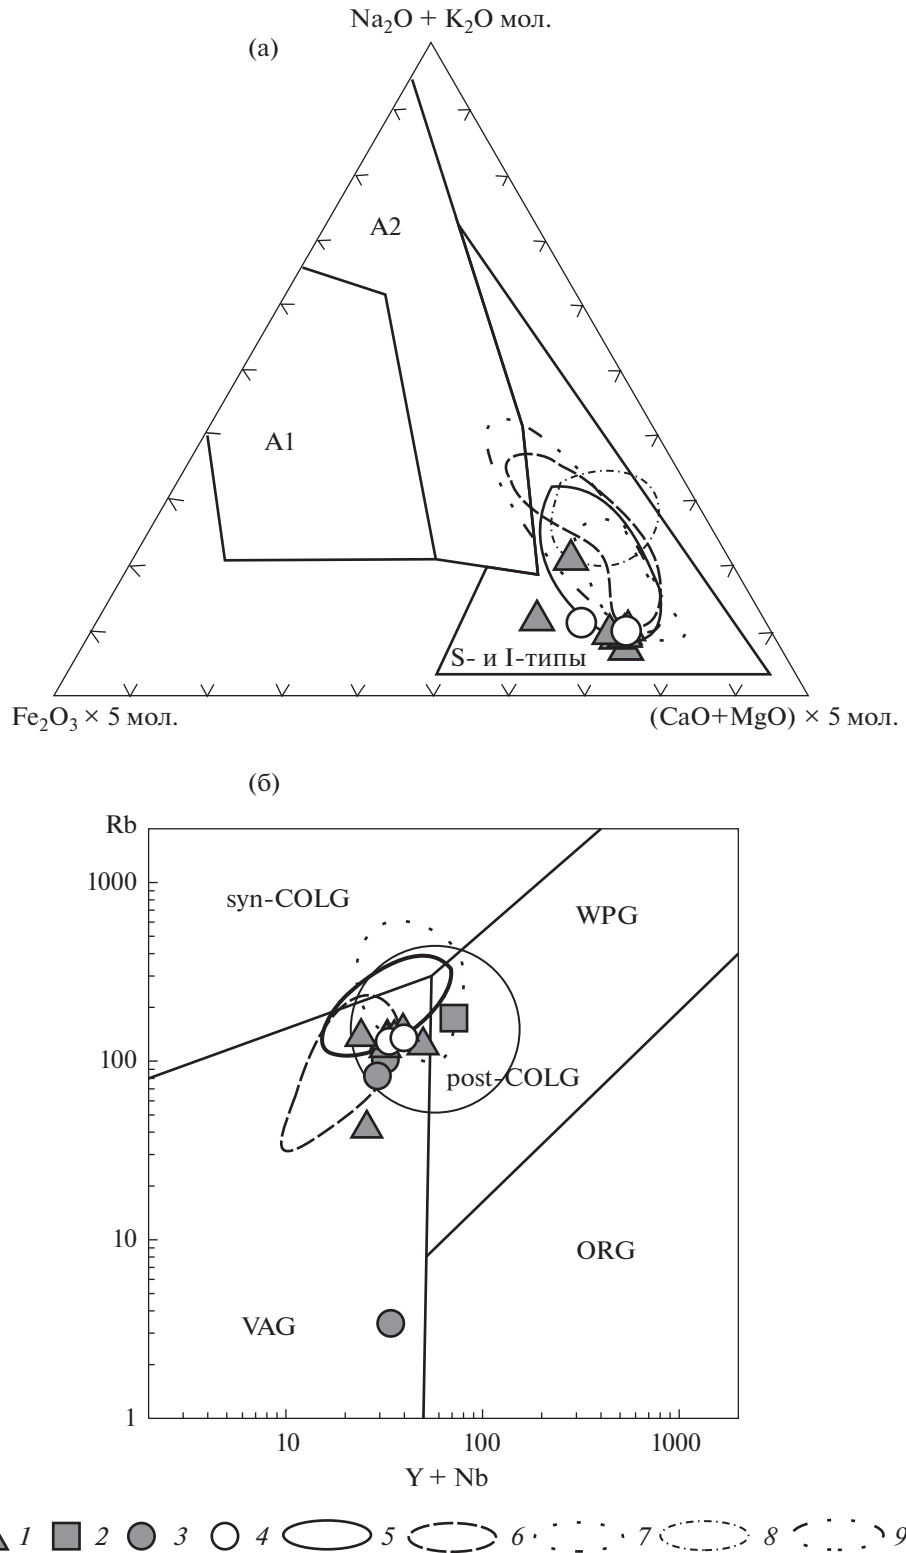 Na₂O + K₂O мол.
(а)
A2
A1
S- и I-типы
Fe₂O₃ × 5 мол.
(CaO+MgO) × 5 мол.
(б)
Rb
1000
syn-COLG
WPG
100
post-COLG
10
ORG
VAG
1
10
100
1000
Y + Nb
1 2 3 4 5 6 7 8 9